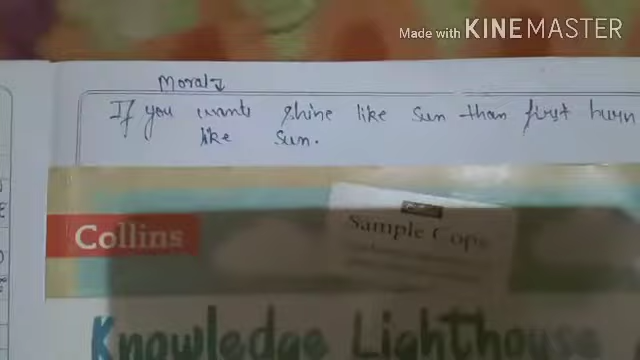 Made with KINEMASTER
Moral
If you wants shine like sun than first burn
like sun.
Collins
Sample Copy
Knowledge Lighthouse